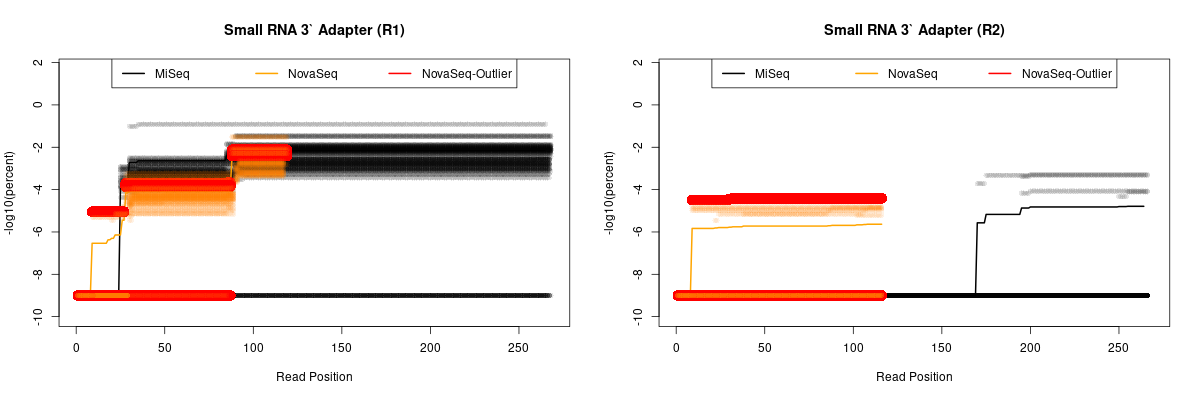 Small RNA 3` Adapter (R1)
MiSeq NovaSeq NovaSeq-Outlier
-log10(percent)
2
0
-2
-4
-6
-8
-10
0 50 100 150 200 250
Read Position
Small RNA 3` Adapter (R2)
MiSeq NovaSeq NovaSeq-Outlier
-log10(percent)
2
0
-2
-4
-6
-8
-10
0 50 100 150 200 250
Read Position